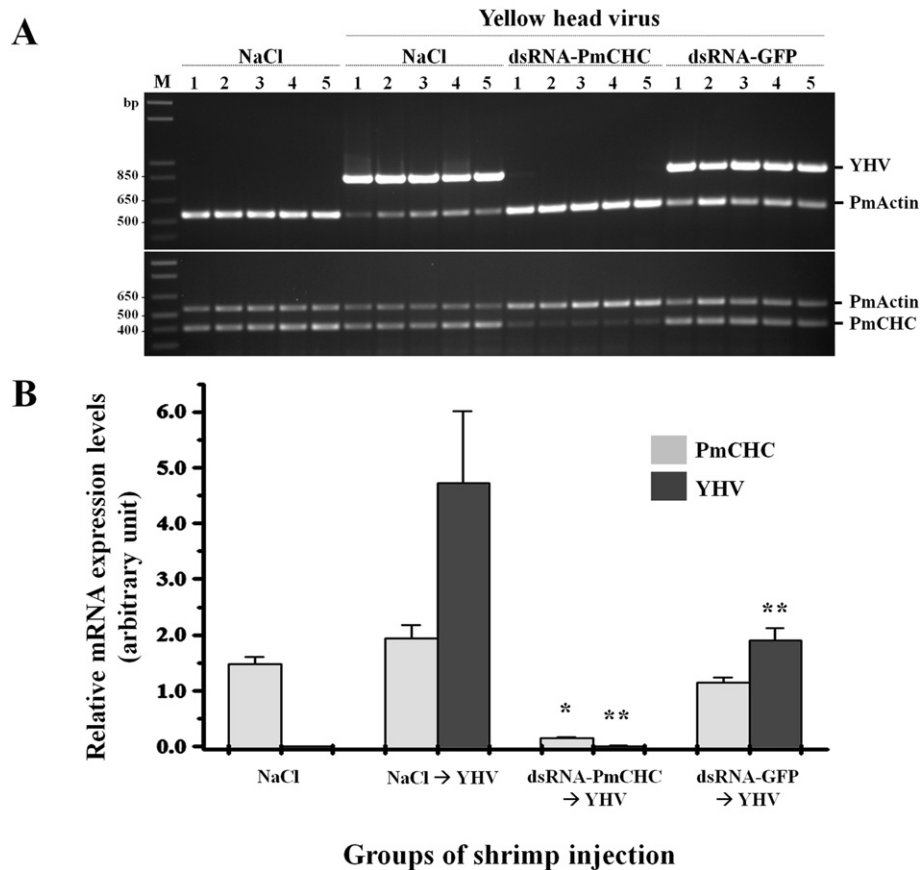 A
Yellow head virus
NaCl NaCl dsRNA-PmCHC dsRNA-GFP
M 1 2 3 4 5 1 2 3 4 5 1 2 3 4 5 1 2 3 4 5
bp
YHV
850
650
PmActin
500
650
PmActin
500
PmCHC
400
B
Relative mRNA expression levels
(arbitrary unit)
6.0
5.0
4.0
3.0
2.0
1.0
0.0
PmCHC
YHV
* ** **
NaCl NaCl → YHV dsRNA-PmCHC dsRNA-GFP
→ YHV → YHV
Groups of shrimp injection